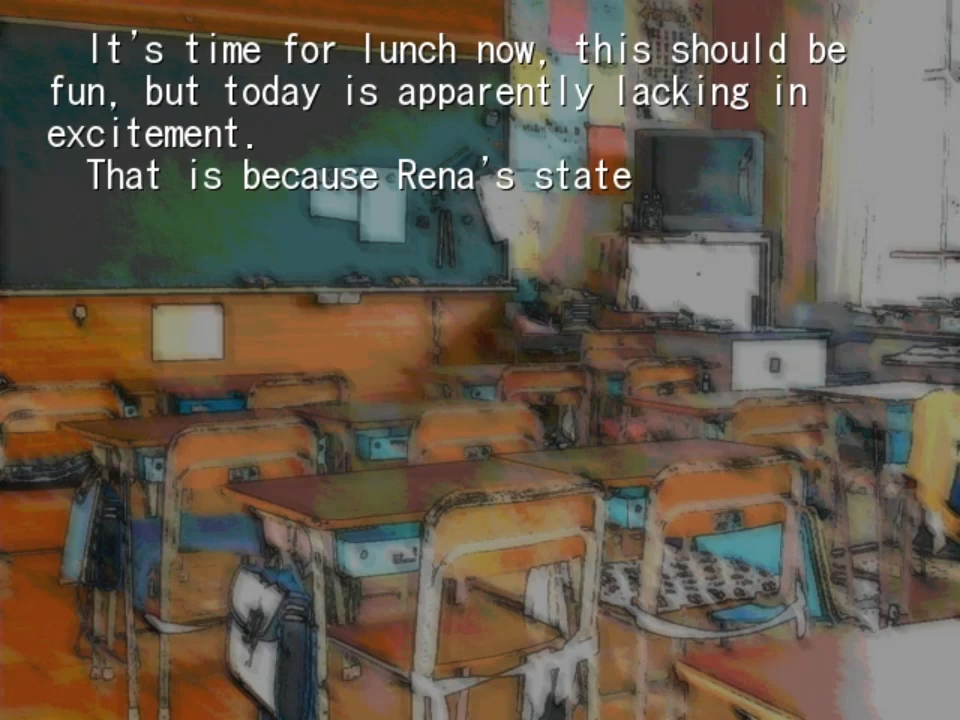 It's time for lunch now, this should be
fun, but today is apparently lacking in
excitement.
That is because Rena's state